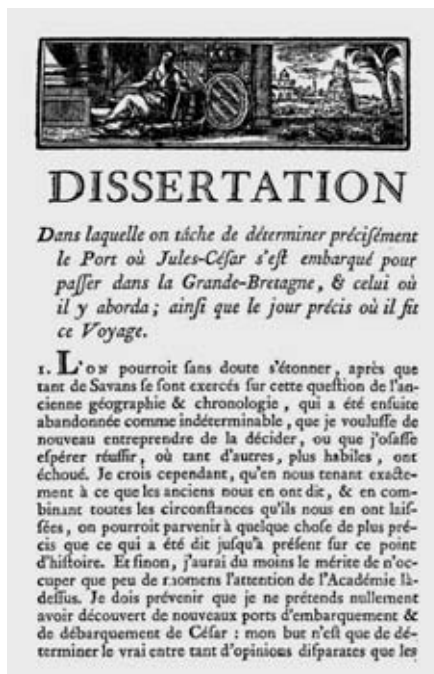 DISSERTATION
Dans laquelle on tâche de déterminer préciſément
le Port où Jules-Céſar s'eſt embarqué pour
paſſer dans la Grande-Bretagne, & celui où
il y aborda; ainſi que le jour précis où il fit
ce Voyage.
1. L'ON pourroit ſans doute s'étonner, après que
tant de Savans ſe ſont exercés ſur cette queſtion de l'an-
cienne géographie & chronologie, qui a été enſuite
abandonnée comme indéterminable, que je vouluſſe de
nouveau entreprendre de la décider, ou que j'oſaſſe
eſpérer réuſſir, où tant d'autres, plus habiles, ont
échoué. Je crois cependant, qu'en nous tenant exacte-
ment à ce que les anciens nous en ont dit, & en com-
binant toutes les circonſtances qu'ils nous en ont laiſ-
ſées, on pourroit parvenir à quelque choſe de plus pré-
cis que ce qui a été dit juſqu'à préſent ſur ce point
d'hiſtoire. Et ſinon, j'aurai du moins le mérite de n'oc-
cuper que peu de momens l'attention de l'Académie là-
deſſus. Je dois prévenir que je ne prétends nullement
avoir découvert de nouveaux ports d'embarquement &
de débarquement de Céſar : mon but n'eſt que de dé-
terminer le vrai entre tant d'opinions diſparates que les